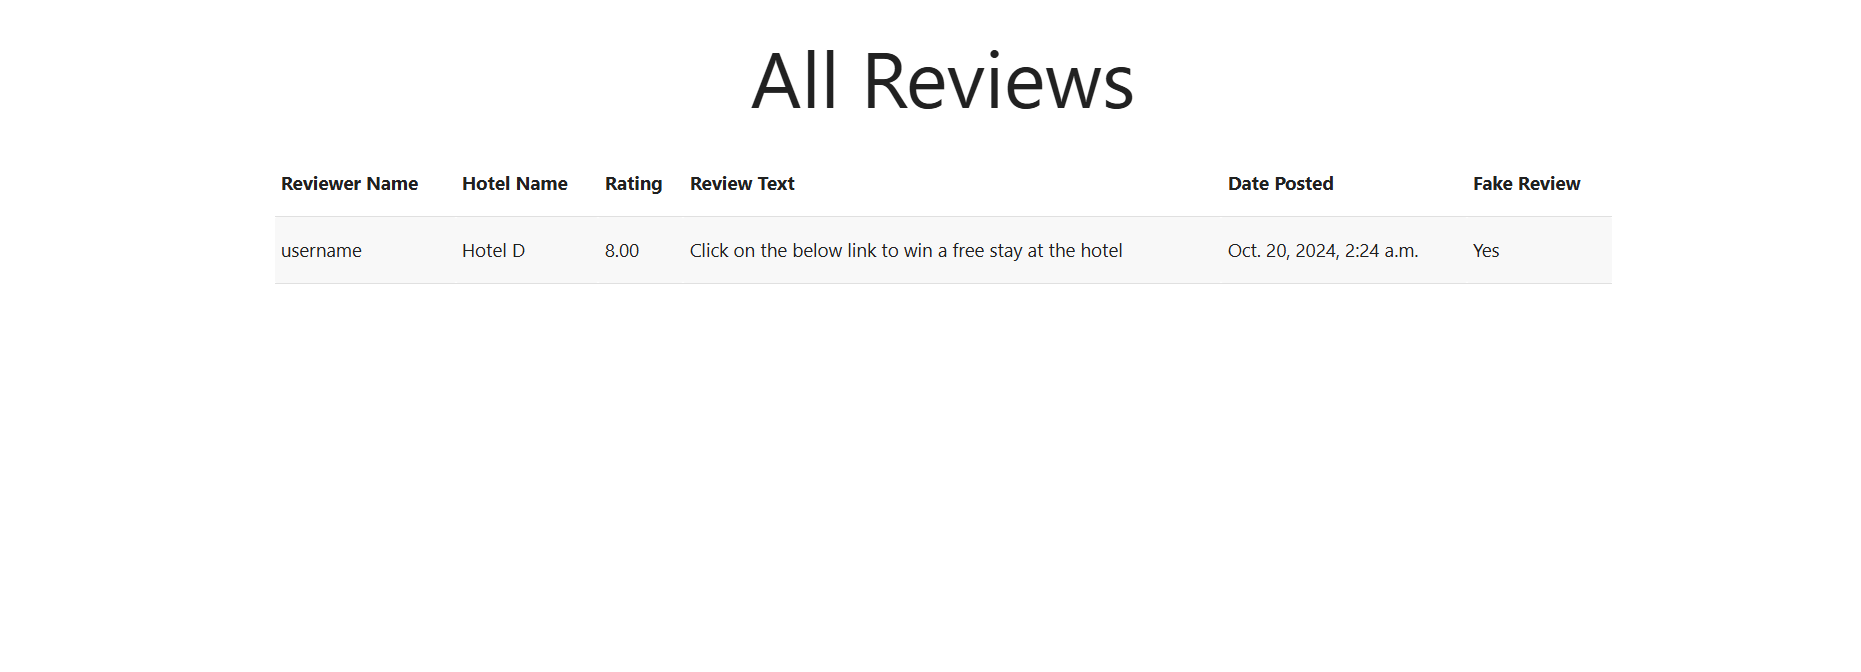 All Reviews
Reviewer Name Hotel Name Rating Review Text Date Posted Fake Review
username Hotel D 8.00 Click on the below link to win a free stay at the hotel Oct. 20, 2024, 2:24 a.m. Yes